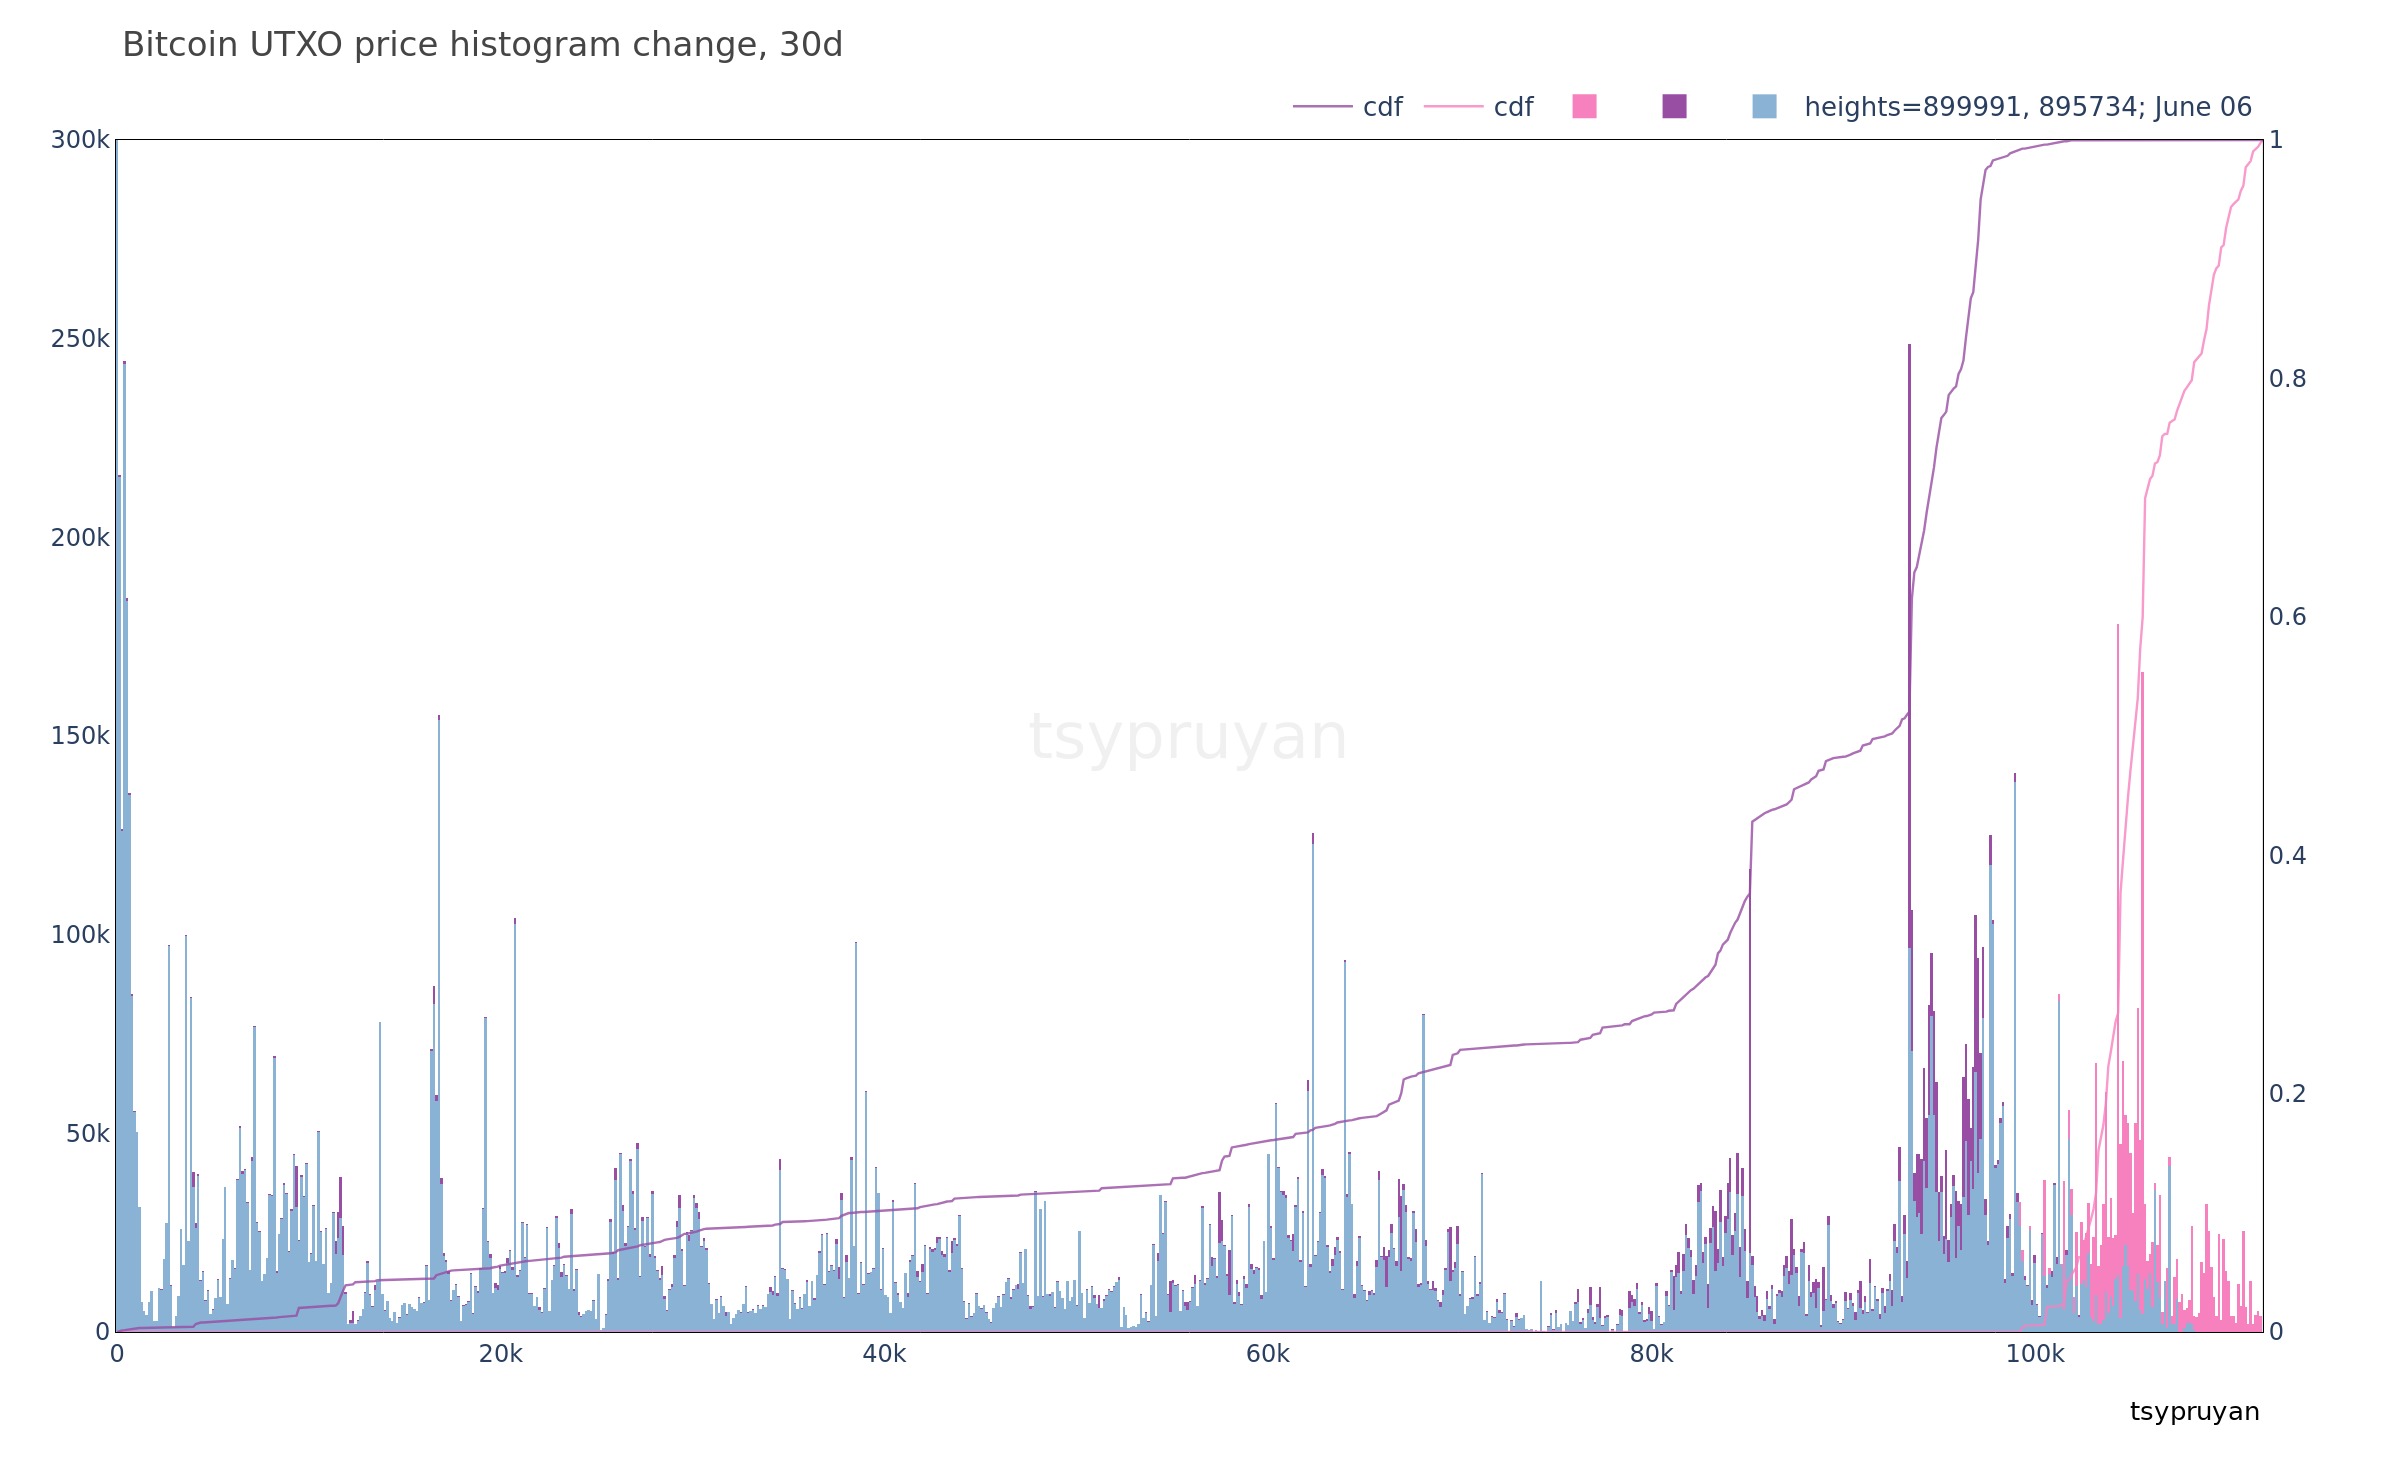 Bitcoin UTXO price histogram change, 30d
cdf cdf heights=899991, 895734; June 06
300k 1
250k
0.8
200k
0.6
150k
tsypruyan
0.4
100k
0.2
50k
0 0
0 20k 40k 60k 80k 100k
tsypruyan